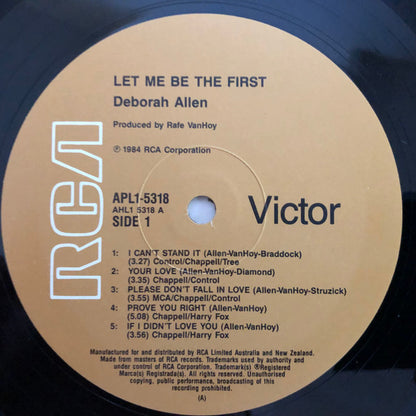 LET ME BE THE FIRST
Deborah Allen
Produced by Rafe VanHoy
℗ 1984 RCA Corporation
RCA
APL1-5318
AHL1 5318 A
SIDE 1
Victor
1: I CAN'T STAND IT (Allen-VanHoy-Braddock)
(3.27) Control/Chappell/Tree
2: YOUR LOVE (Allen-VanHoy-Diamond)
(3.35) Chappell/Control
3: PLEASE DON'T FALL IN LOVE (Allen-VanHoy-Struzick)
(3.55) MCA/Chappell/Control
4: PROVE YOU RIGHT (Allen-VanHoy)
(5.08) Chappell/Harry Fox
5: IF I DIDN'T LOVE YOU (Allen-VanHoy)
(3.56) Chappell/Harry Fox
Manufactured for and distributed by RCA Limited Australia and New Zealand.
Made from masters of RCA records. Trademarks used by authority and
under control of RCA Corporation. Trademark(s) ®Registered
Marca(s) Registrada(s). All rights reserved. Unauthorised
copying, public performance, broadcasting of this
recording prohibited.
(A)